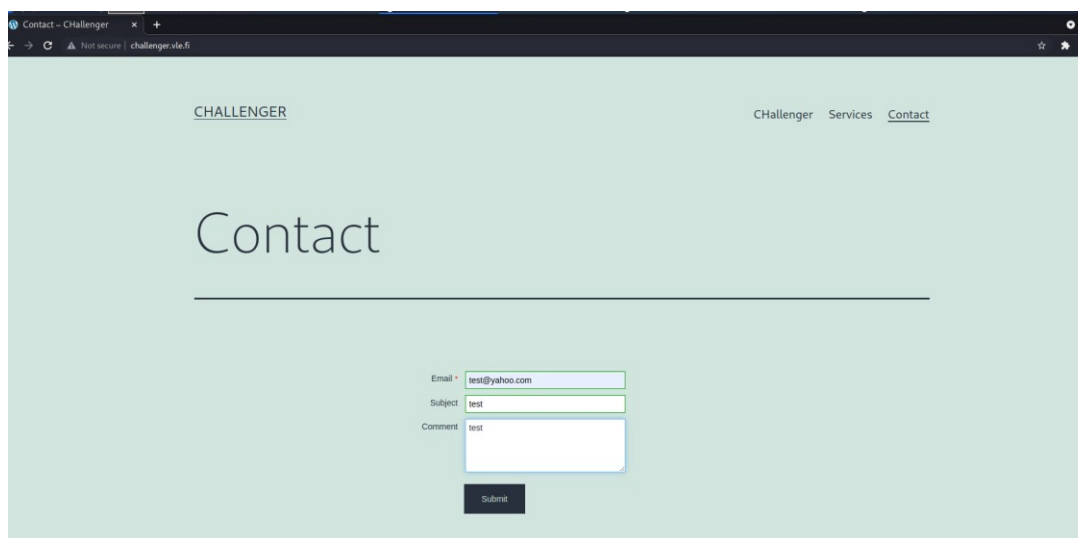 Contact – CHallenger
Not secure | challenger.vle.fi
CHALLENGER
CHallenger Services Contact
Contact
Email * test@yahoo.com
Subject test
Comment test
Submit